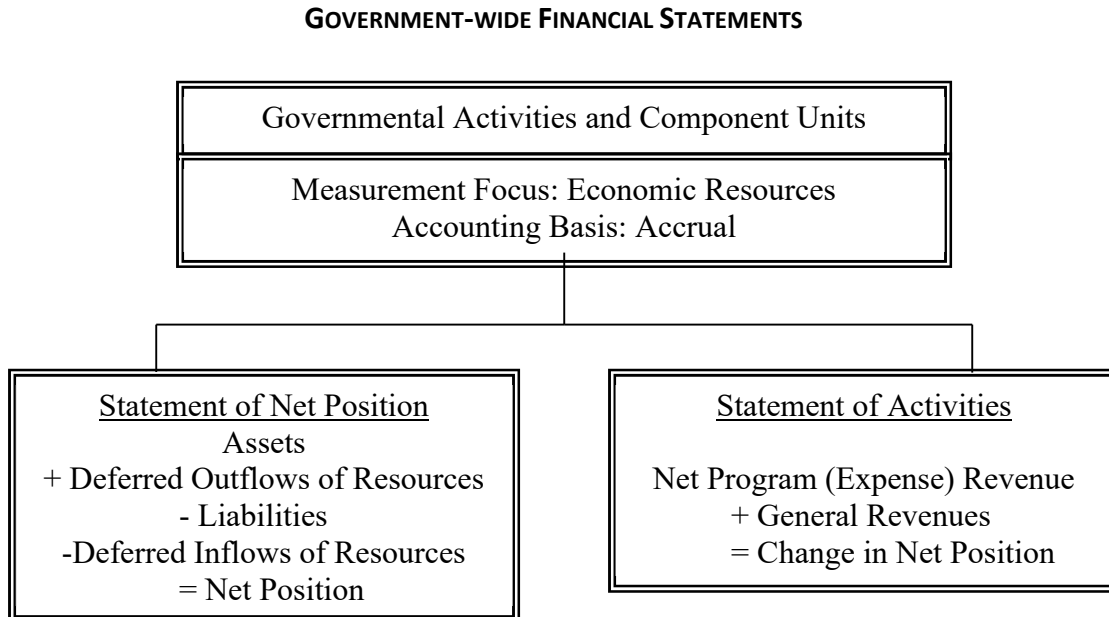 GOVERNMENT-WIDE FINANCIAL STATEMENTS
Governmental Activities and Component Units
Measurement Focus: Economic Resources
Accounting Basis: Accrual
Statement of Net Position
Assets
+ Deferred Outflows of Resources
- Liabilities
-Deferred Inflows of Resources
= Net Position
Statement of Activities
Net Program (Expense) Revenue
+ General Revenues
= Change in Net Position